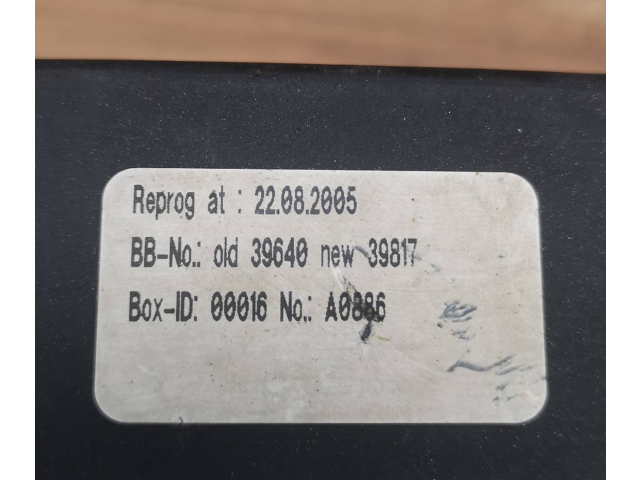 Reprog at : 22.08.2005
BB-No.: old 39640 new 39817
Box-ID: 00016 No.: A0886